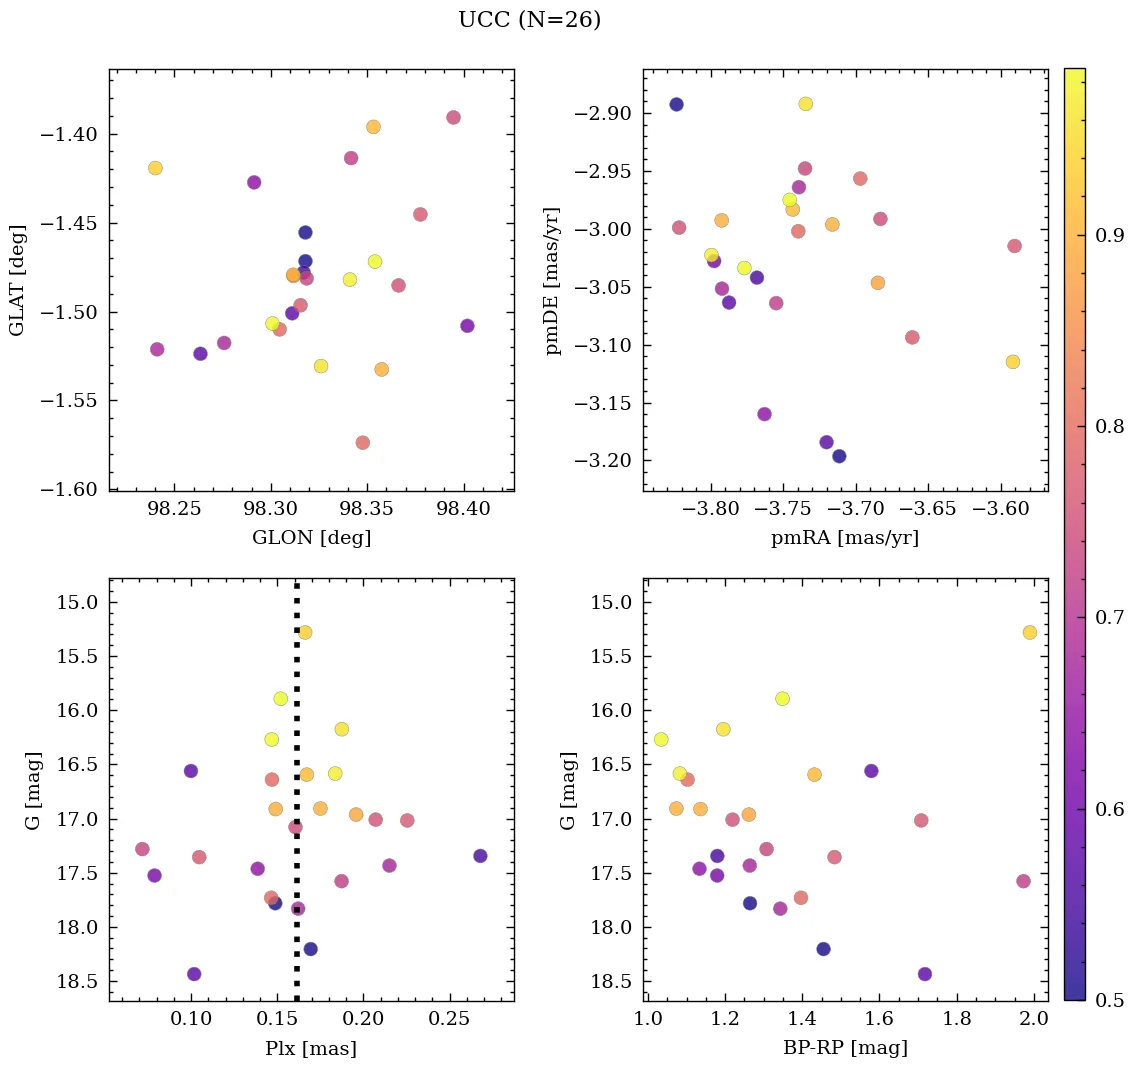 UCC (N=26)
−1.40
−1.45
−1.50
−1.55
−1.60
GLAT [deg]
98.25 98.30 98.35 98.40
GLON [deg]
−2.90
−2.95
−3.00
−3.05
−3.10
−3.15
−3.20
pmDE [mas/yr]
−3.80 −3.75 −3.70 −3.65 −3.60
pmRA [mas/yr]
15.0
15.5
16.0
16.5
17.0
17.5
18.0
18.5
G [mag]
0.10 0.15 0.20 0.25
Plx [mas]
15.0
15.5
16.0
16.5
17.0
17.5
18.0
18.5
G [mag]
1.0 1.2 1.4 1.6 1.8 2.0
BP-RP [mag]
0.9
0.8
0.7
0.6
0.5